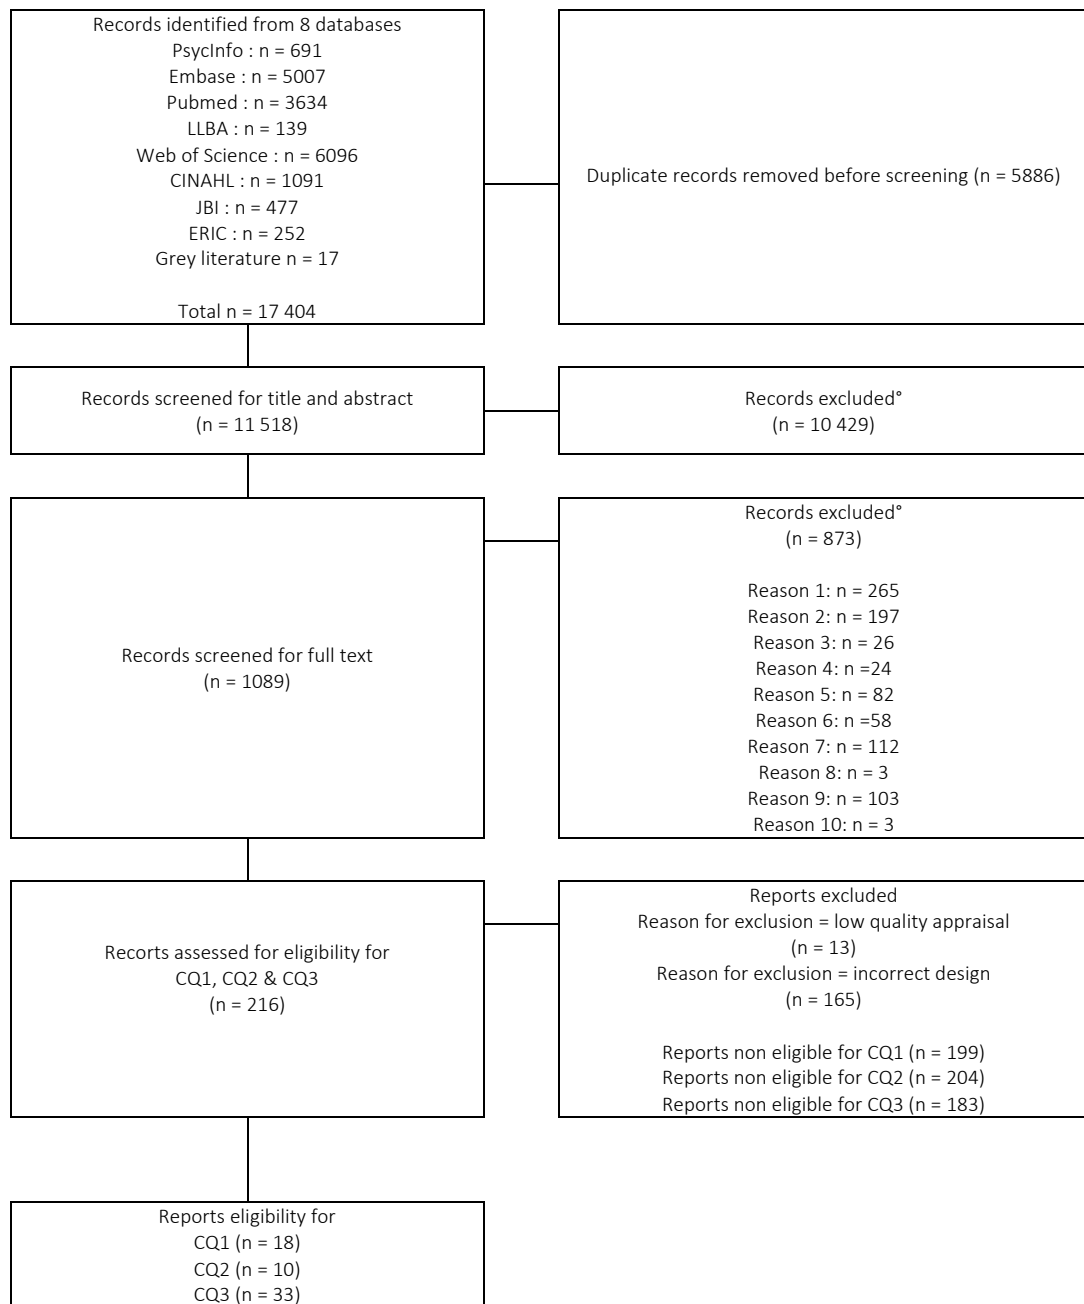 Records identified from 8 databases
PsycInfo : n = 691
Embase : n = 5007
Pubmed : n = 3634
LLBA : n = 139
Web of Science : n = 6096
CINAHL : n = 1091
JBI : n = 477
ERIC : n = 252
Grey literature n = 17
Total n = 17 404
Duplicate records removed before screening (n = 5886)
Records screened for title and abstract
(n = 11 518)
Records excluded°
(n = 10 429)
Records screened for full text
(n = 1089)
Records excluded°
(n = 873)
Reason 1: n = 265
Reason 2: n = 197
Reason 3: n = 26
Reason 4: n =24
Reason 5: n = 82
Reason 6: n =58
Reason 7: n = 112
Reason 8: n = 3
Reason 9: n = 103
Reason 10: n = 3
Recorts assessed for eligibility for
CQ1, CQ2 & CQ3
(n = 216)
Reports excluded
Reason for exclusion = low quality appraisal
(n = 13)
Reason for exclusion = incorrect design
(n = 165)
Reports non eligible for CQ1 (n = 199)
Reports non eligible for CQ2 (n = 204)
Reports non eligible for CQ3 (n = 183)
Reports eligibility for
CQ1 (n = 18)
CQ2 (n = 10)
CQ3 (n = 33)